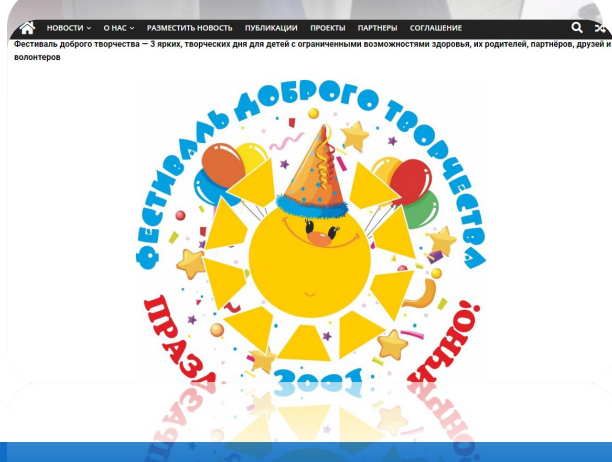 НОВОСТИ О НАС РАЗМЕСТИТЬ НОВОСТЬ ПУБЛИКАЦИИ ПРОЕКТЫ ПАРТНЕРЫ СОГЛАШЕНИЕ
Фестиваль доброго творчества — 3 ярких, творческих дня для детей с ограниченными возможностями здоровья, их родителей, партнёров, друзей и
волонтеров
ФЕСТИВАЛЬ ДОБРОГО ТВОРЧЕСТВА